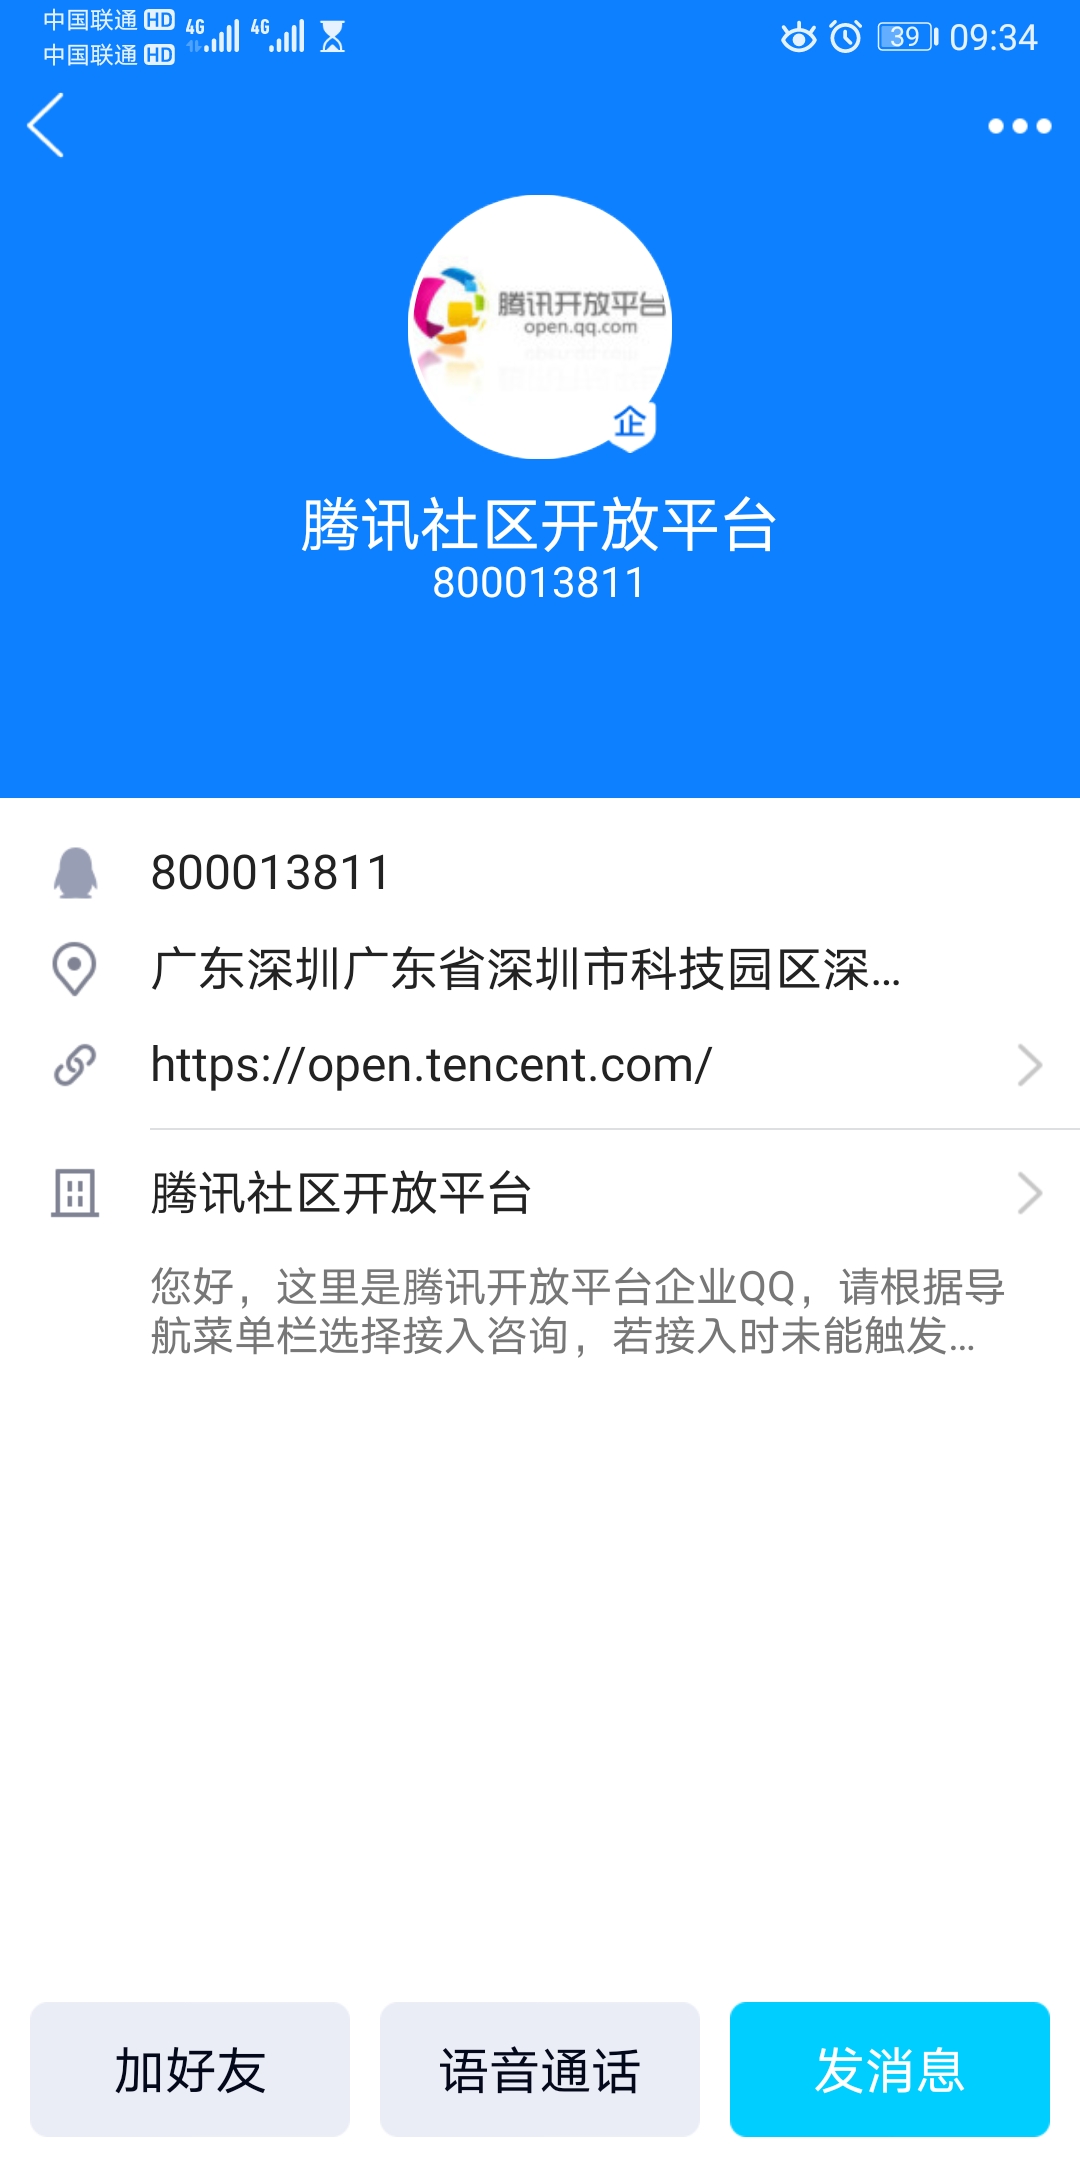 中国联通 HD 4G 4G 39 09:34
中国联通 HD
腾讯开放平台
open.qq.com
企
腾讯社区开放平台
800013811
800013811
广东深圳广东省深圳市科技园区深...
https://open.tencent.com/
腾讯社区开放平台
您好，这里是腾讯开放平台企业QQ，请根据导
航菜单栏选择接入咨询，若接入时未能触发...
加好友 语音通话 发消息